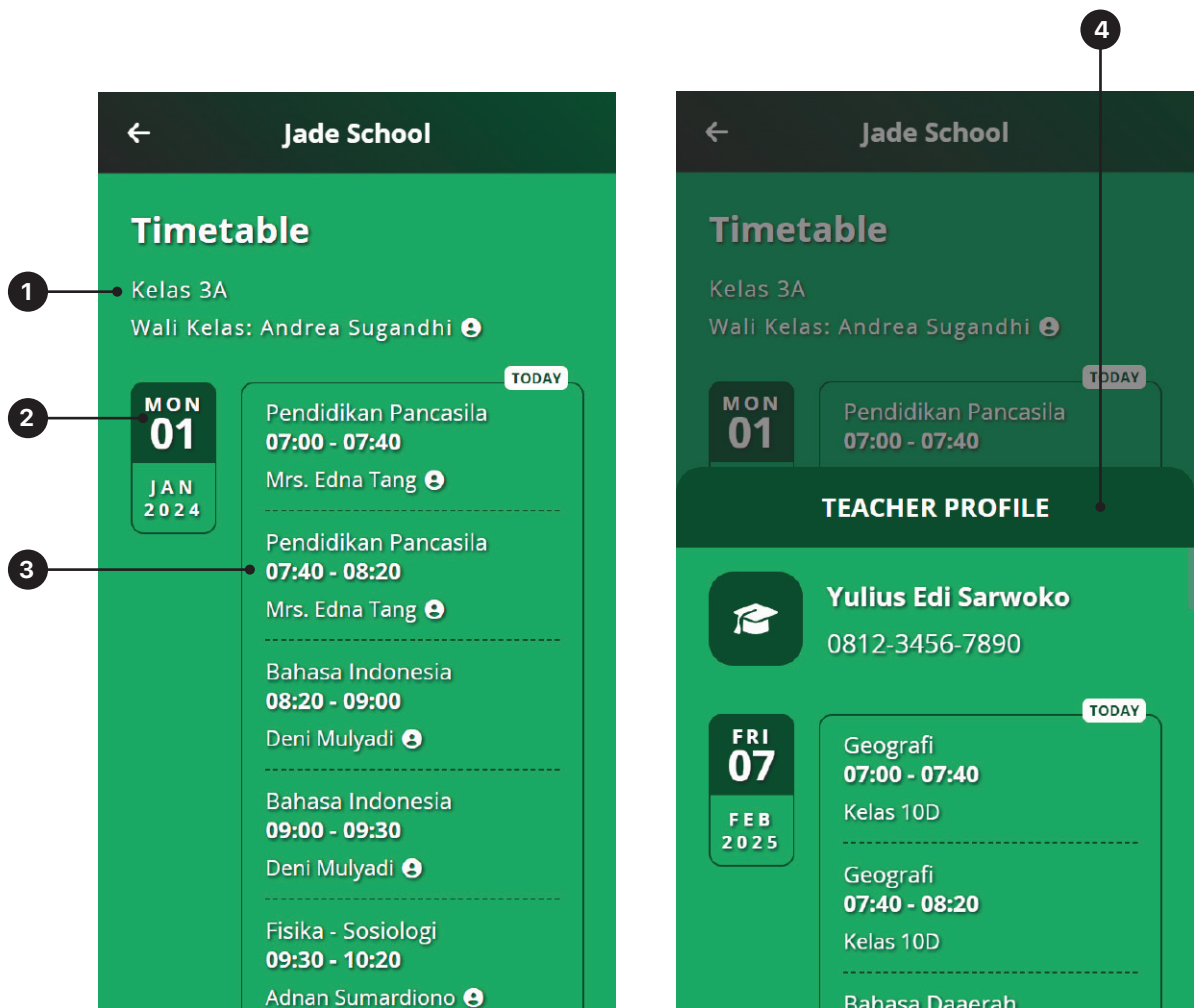 4
Jade School
Timetable
1
Kelas 3A
Wali Kelas: Andrea Sugandhi
TODAY
2
MON
01
JAN
2024
Pendidikan Pancasila
07:00 - 07:40
Mrs. Edna Tang
3
Pendidikan Pancasila
07:40 - 08:20
Mrs. Edna Tang
Bahasa Indonesia
08:20 - 09:00
Deni Mulyadi
Bahasa Indonesia
09:00 - 09:30
Deni Mulyadi
Fisika - Sosiologi
09:30 - 10:20
Adnan Sumardiono
Jade School
Timetable
Kelas 3A
Wali Kelas: Andrea Sugandhi
TODAY
MON
01
Pendidikan Pancasila
07:00 - 07:40
TEACHER PROFILE
Yulius Edi Sarwoko
0812-3456-7890
TODAY
FRI
07
FEB
2025
Geografi
07:00 - 07:40
Kelas 10D
Geografi
07:40 - 08:20
Kelas 10D
Bahasa Daaerah